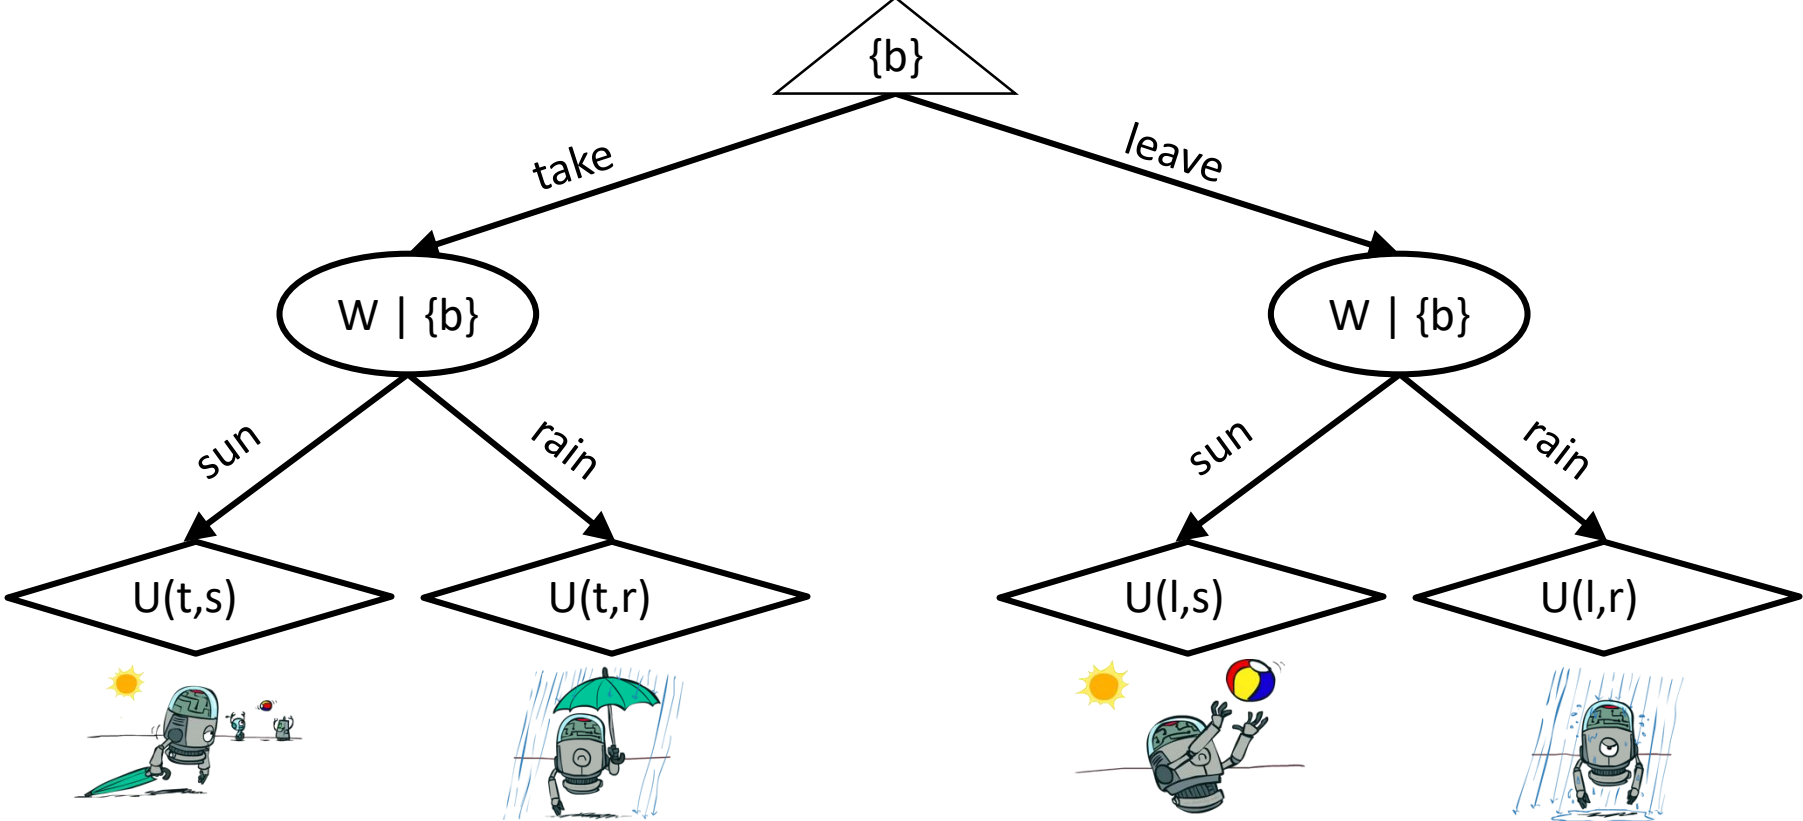 {b}
take
leave
W | {b}
W | {b}
sun
rain
sun
rain
U(t,s)
U(t,r)
U(l,s)
U(l,r)